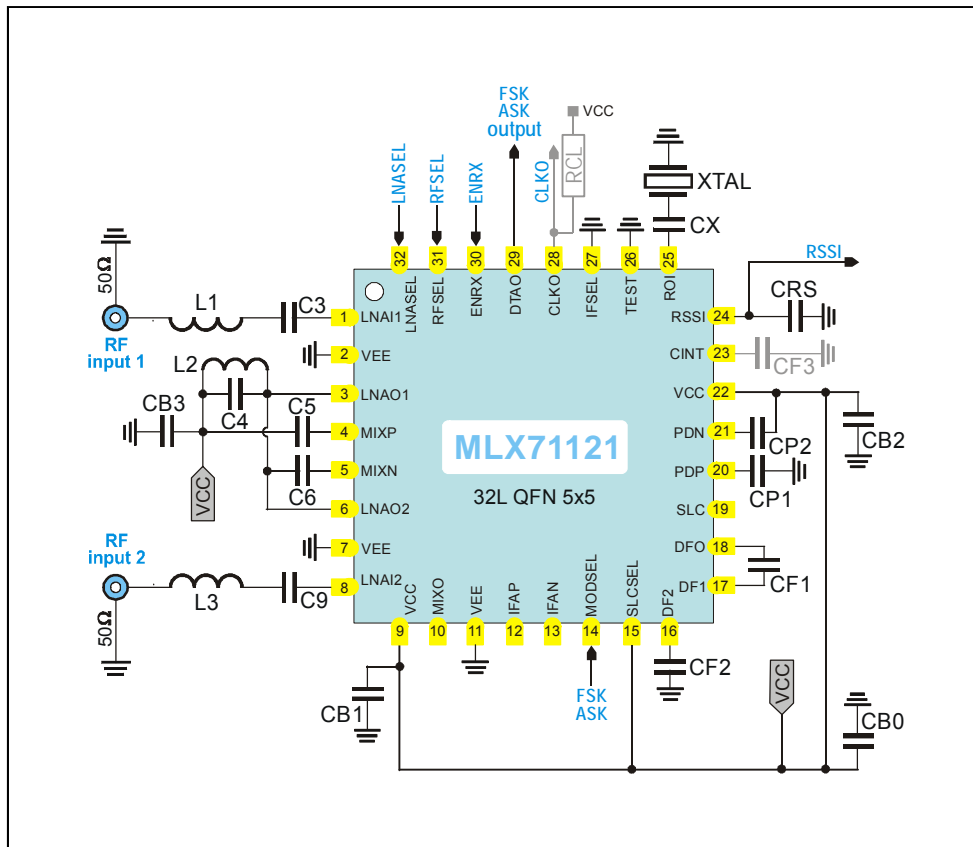 FSK
ASK
output
VCC
LNASEL
RFSEL
ENRX
CLKO
RCL
XTAL
CX
32
31
30
29
28
27
26
25
LNASEL
RFSEL
ENRX
DTAO
CLKO
IFSEL
TEST
ROI
RSSI
50Ω
RF
input 1
L1
C3
1 LNAI1
2 VEE
L2
C4
3 LNAO1
CB3
C5
4 MIXP
C6
5 MIXN
VCC
6 LNAO2
7 VEE
RF
input 2
50Ω
L3
C9
8 LNAI2
MLX71121
32L QFN 5x5
RSSI 24
CRS
CINT 23
CF3
VCC 22
CB2
PDN 21
CP2
PDP 20
CP1
SLC 19
DFO 18
CF1
DF1 17
VCC
MIXO
VEE
IFAP
IFAN
MODSEL
SLCSEL
DF2
9
10
11
12
13
14
15
16
CB1
FSK
ASK
CF2
VCC
CB0